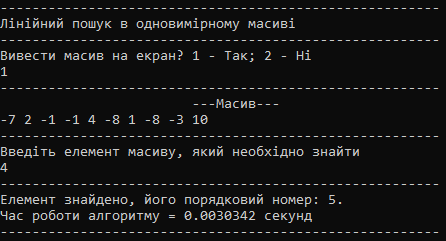 -------------------------------------------------------
Лінійний пошук в одновимірному масиві
-------------------------------------------------------
Вивести масив на екран? 1 - Так; 2 - Ні
1
-------------------------------------------------------
---Масив---
-7 2 -1 -1 4 -8 1 -8 -3 10
-------------------------------------------------------
Введіть елемент масиву, який необхідно знайти
4
-------------------------------------------------------
Елемент знайдено, його порядковий номер: 5.
Час роботи алгоритму = 0.0030342 секунд
-------------------------------------------------------